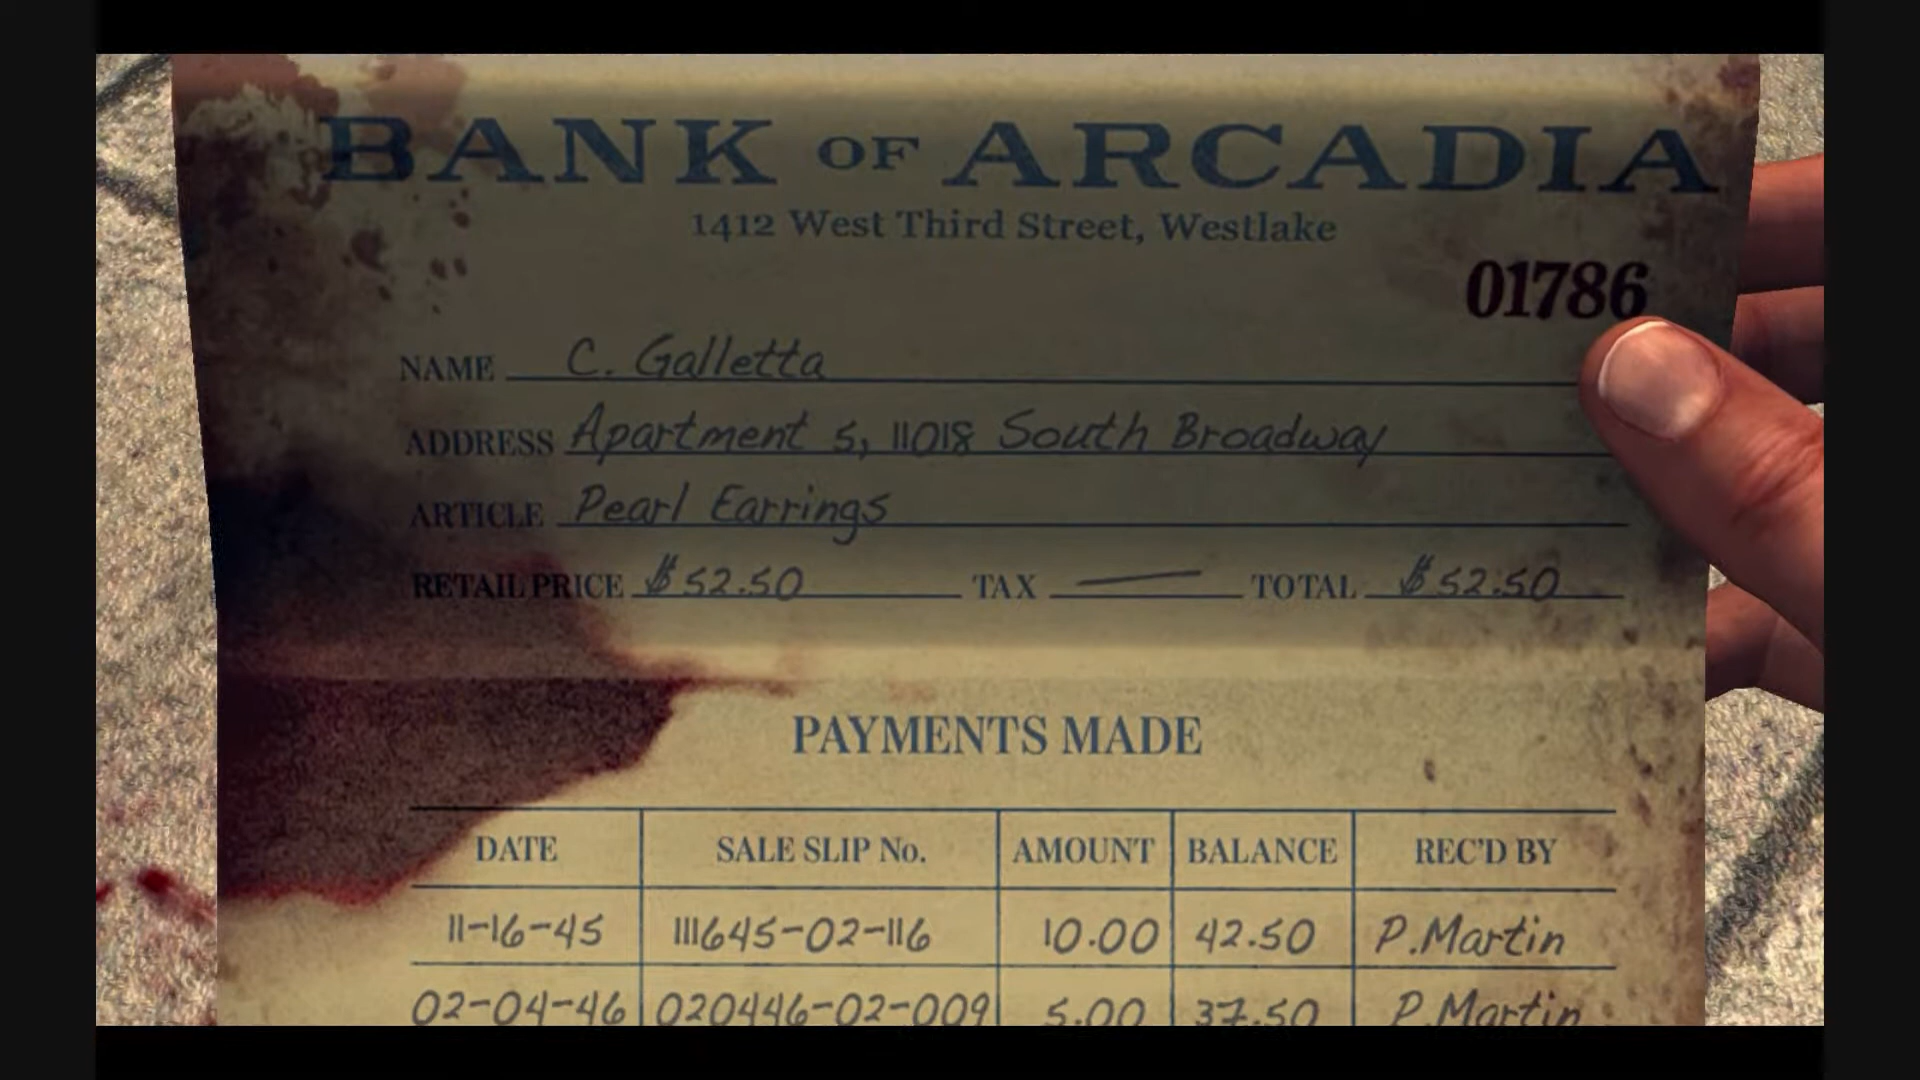 BANK OF ARCADIA
1412 West Third Street, Westlake
01786
NAME C. Galletta
ADDRESS Apartment 5, 11018 South Broadway
ARTICLE Pearl Earrings
RETAIL PRICE $52.50 TAX — TOTAL $52.50
PAYMENTS MADE
DATE SALE SLIP No. AMOUNT BALANCE REC'D BY
11-16-45 111645-02-116 10.00 42.50 P.Martin
02-04-46 020446-02-009 5.00 37.50 P.Martin